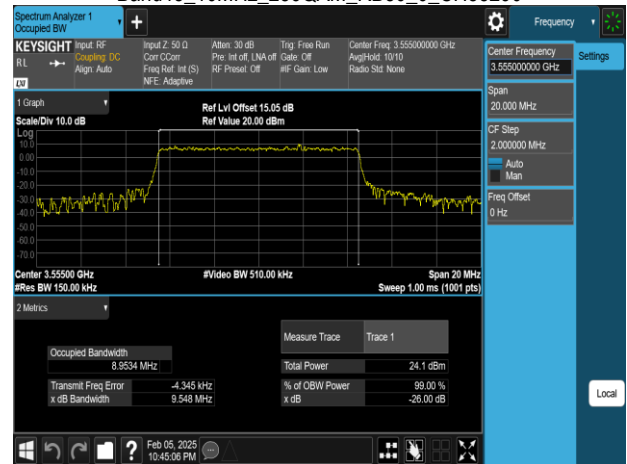 Spectrum Analyzer 1
Occupied BW
Frequency
KEYSIGHT
RL
LXI
Input: RF
Coupling: DC
Align: Auto
Input Z: 50 Ω
Corr CCorr
Freq Ref: Int (S)
NFE: Adaptive
Atten: 30 dB
Pre: Int off, LNA off
RF Preset: Off
Trig: Free Run
Gate: Off
#IF Gain: Low
Center Freq: 3.555000000 GHz
Avg|Hold: 10/10
Radio Std: None
Center Frequency
3.555000000 GHz
Settings
Span
20.000 MHz
CF Step
2.000000 MHz
Auto
Man
Freq Offset
0 Hz
1 Graph
Scale/Div 10.0 dB
Ref Lvl Offset 15.05 dB
Ref Value 20.00 dBm
Log
10.0
0.00
-10.0
-20.0
-30.0
-40.0
-50.0
-60.0
-70.0
Center 3.55500 GHz
#Res BW 150.00 kHz
#Video BW 510.00 kHz
Span 20 MHz
Sweep 1.00 ms (1001 pts)
2 Metrics
Measure Trace Trace 1
Occupied Bandwidth
8.9534 MHz
Total Power 24.1 dBm
Transmit Freq Error -4.345 kHz
% of OBW Power 99.00 %
x dB Bandwidth 9.548 MHz
x dB -26.00 dB
Local
Feb 05, 2025
10:45:06 PM